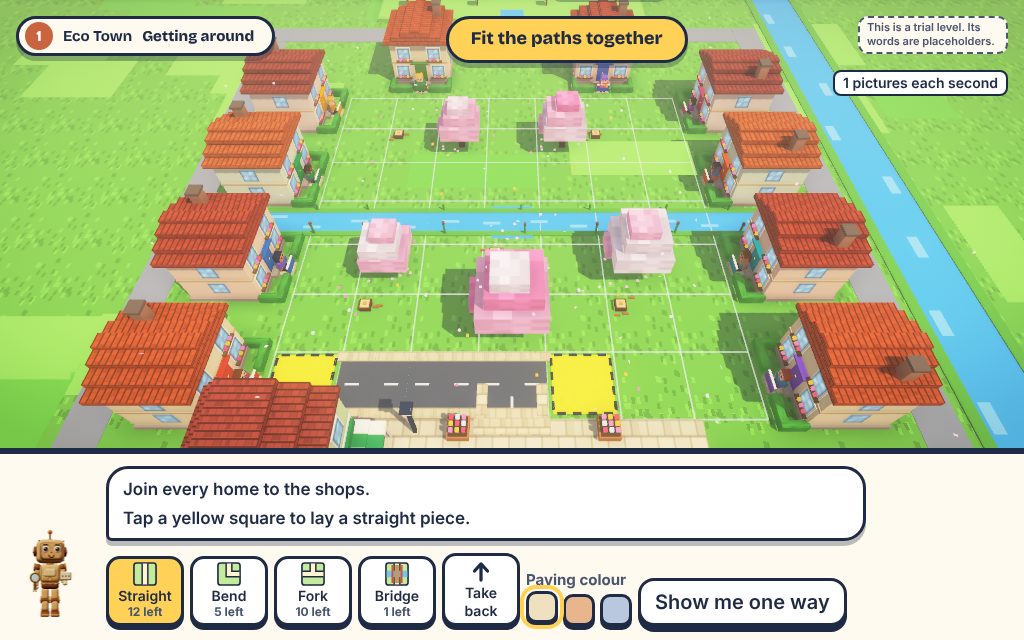 1 Eco Town Getting around
Fit the paths together
This is a trial level. Its
words are placeholders.
1 pictures each second
Join every home to the shops.
Tap a yellow square to lay a straight piece.
Straight
12 left
Bend
5 left
Fork
10 left
Bridge
1 left
Take
back
Paving colour
Show me one way